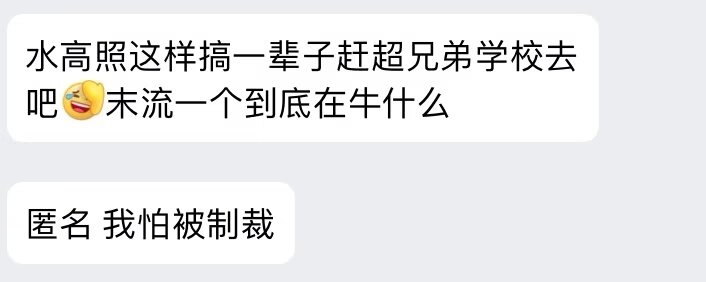 水高照这样搞一辈子赶超兄弟学校去
吧🤣末流一个到底在牛什么
匿名 我怕被制裁